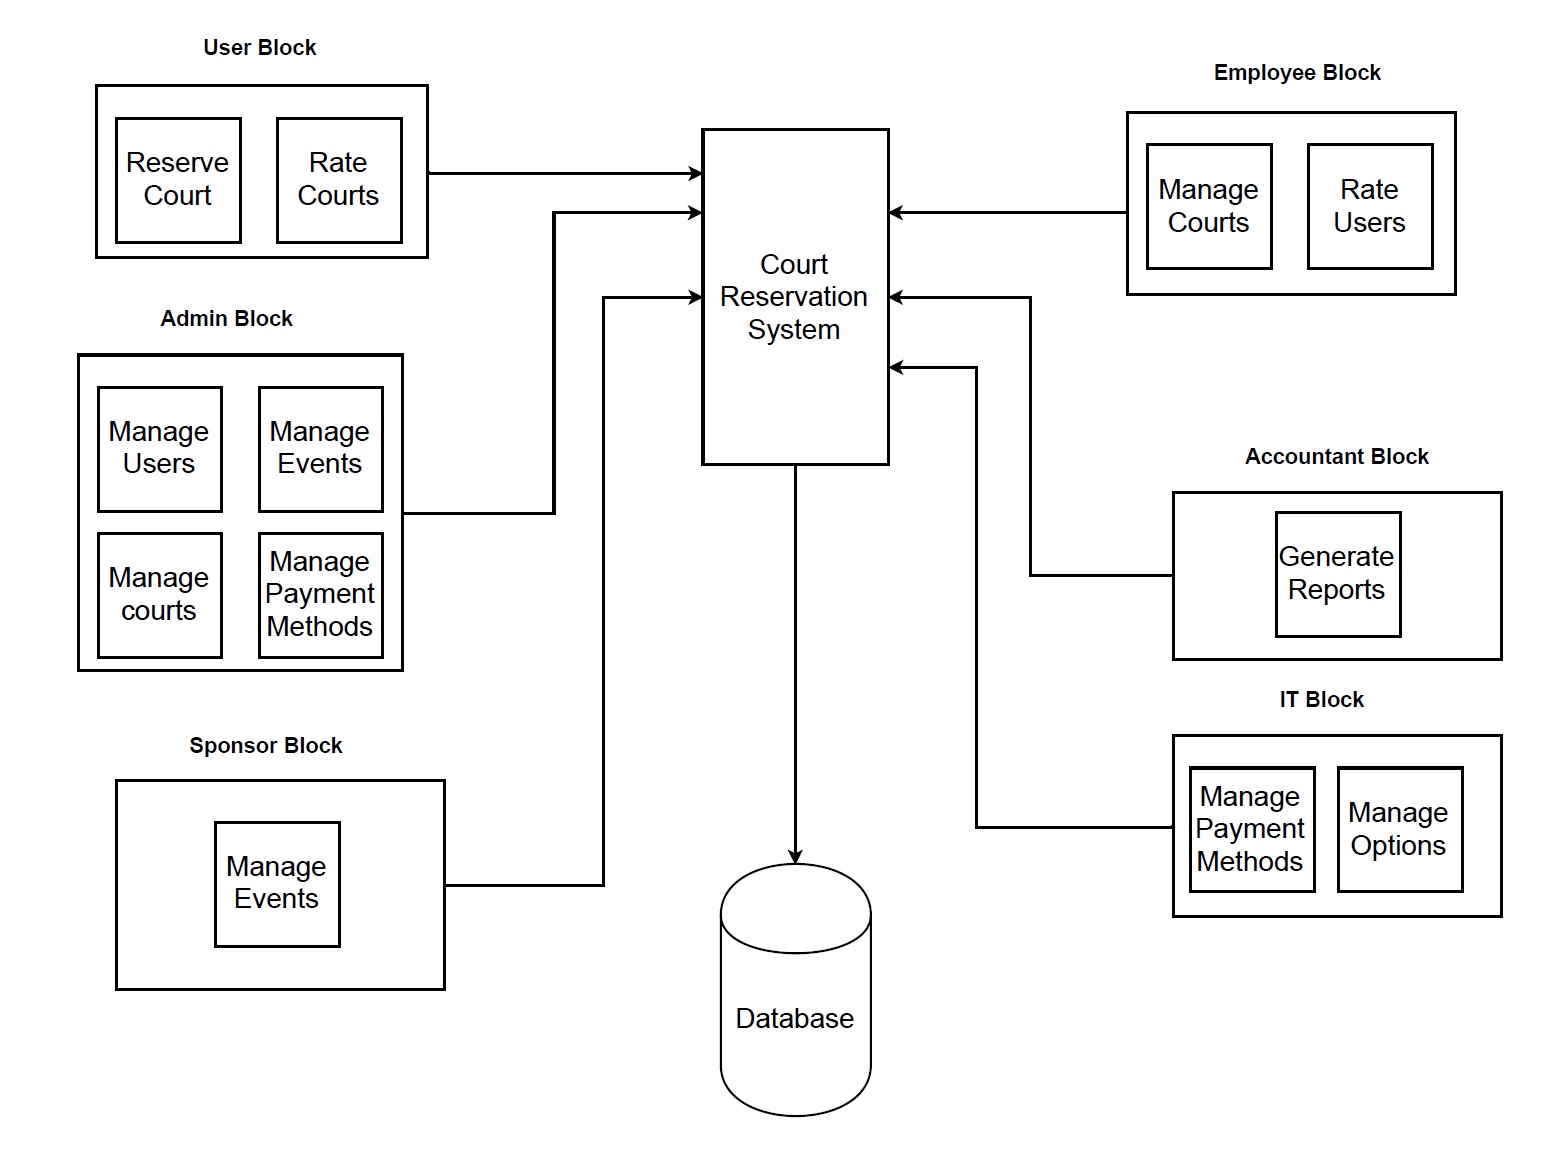 User Block
Reserve
Court
Rate
Courts
Admin Block
Manage
Users
Manage
Events
Manage
courts
Manage
Payment
Methods
Sponsor Block
Manage
Events
Court
Reservation
System
Database
Employee Block
Manage
Courts
Rate
Users
Accountant Block
Generate
Reports
IT Block
Manage
Payment
Methods
Manage
Options